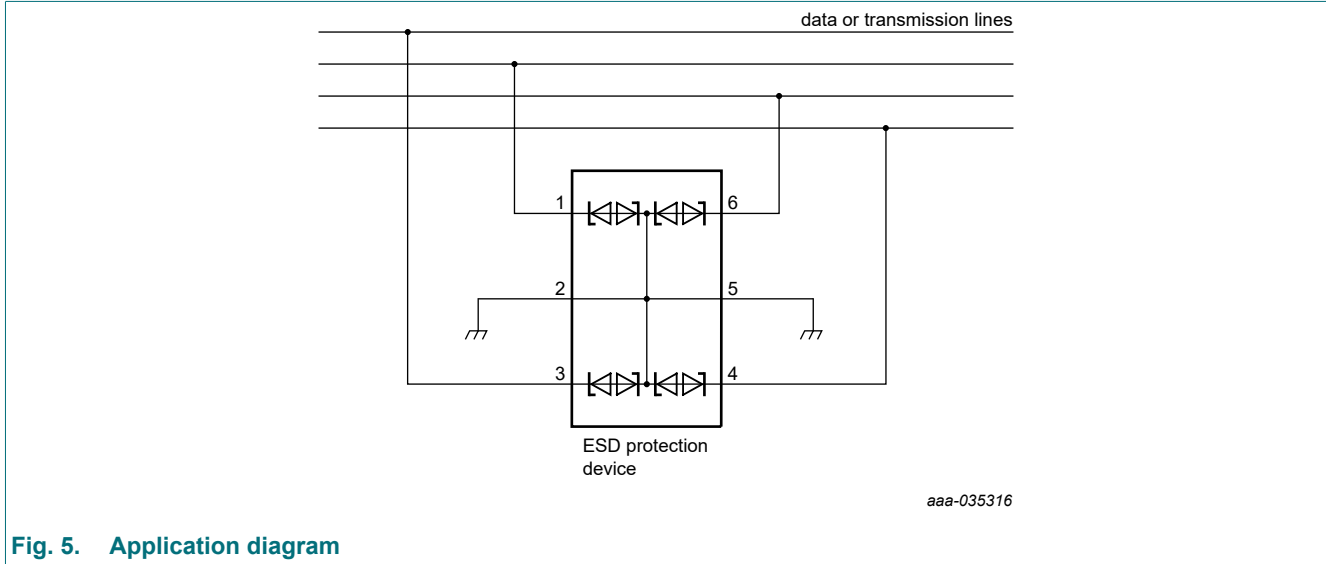 data or transmission lines
1
6
2
5
3
4
ESD protection
device
aaa-035316
Fig. 5. Application diagram